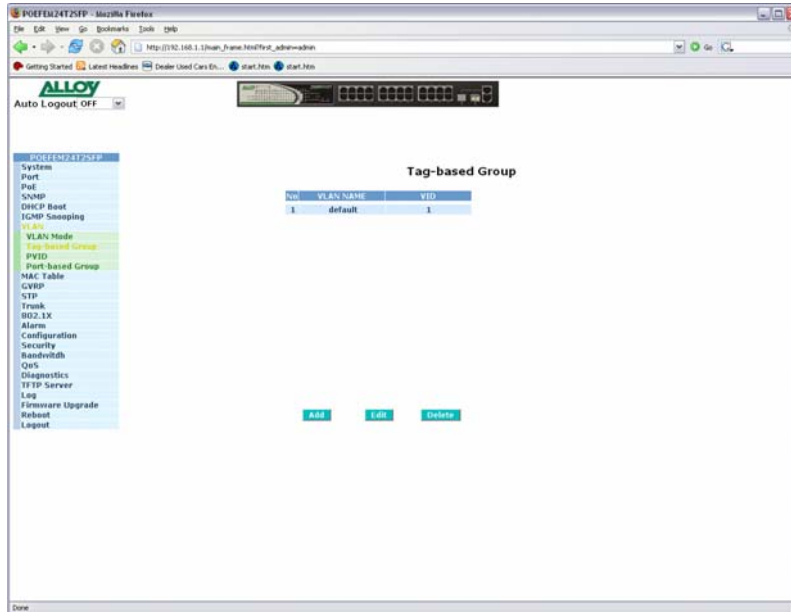 POEFEM24T2SFP - Mozilla Firefox
File Edit View Go Bookmarks Tools Help
http://192.168.1.1/main_frame.html?first_admin=admin
Go
Getting Started Latest Headlines Dealer Used Cars En... start.htm start.htm
ALLOY
Auto Logout OFF
POEFEM24T2SFP
System
Port
PoE
SNMP
DHCP Boot
IGMP Snooping
VLAN
VLAN Mode
Tag-based Group
PVID
Port-based Group
MAC Table
GVRP
STP
Trunk
802.1X
Alarm
Configuration
Security
Bandwitdh
QoS
Diagnostics
TFTP Server
Log
Firmware Upgrade
Reboot
Logout
Tag-based Group
No VLAN NAME VID
1 default 1
Add Edit Delete
Done